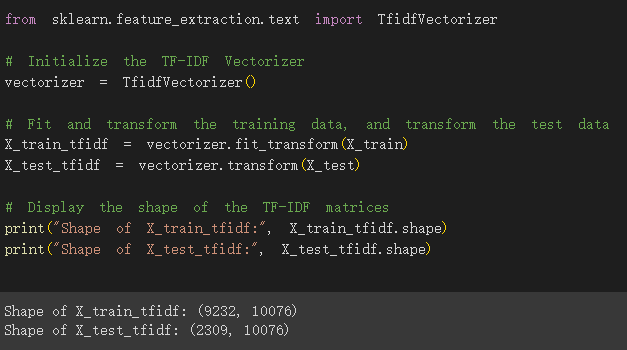 from sklearn.feature_extraction.text import TfidfVectorizer
# Initialize the TF-IDF Vectorizer
vectorizer = TfidfVectorizer()
# Fit and transform the training data, and transform the test data
X_train_tfidf = vectorizer.fit_transform(X_train)
X_test_tfidf = vectorizer.transform(X_test)
# Display the shape of the TF-IDF matrices
print("Shape of X_train_tfidf:", X_train_tfidf.shape)
print("Shape of X_test_tfidf:", X_test_tfidf.shape)
Shape of X_train_tfidf: (9232, 10076)
Shape of X_test_tfidf: (2309, 10076)